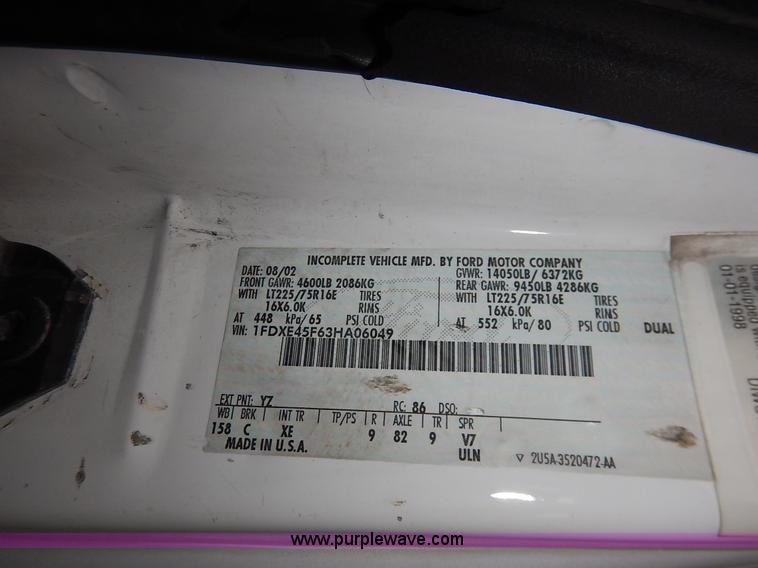 INCOMPLETE VEHICLE MFD. BY FORD MOTOR COMPANY
DATE: 08/02 GVWR: 14050LB/ 6372KG
FRONT GAWR: 4600LB 2086KG REAR GAWR: 9450LB 4286KG
WITH LT225/75R16E TIRES WITH LT225/75R16E TIRES
16X6.0K RIMS 16X6.0K RIMS
AT 448 kPa/65 PSI COLD AT 552 kPa/80 PSI COLD DUAL
VIN: 1FDXE45F63HA06049
EXT PNT: YZ RC: 86 DSO:
WB BRK INT TR TP/PS R AXLE TR SPR
158 C XE 9 82 9 V7
MADE IN U.S.A. ULN ▽ 2U5A-3520472-AA
is equipped
01-01-1998
www.purplewave.com